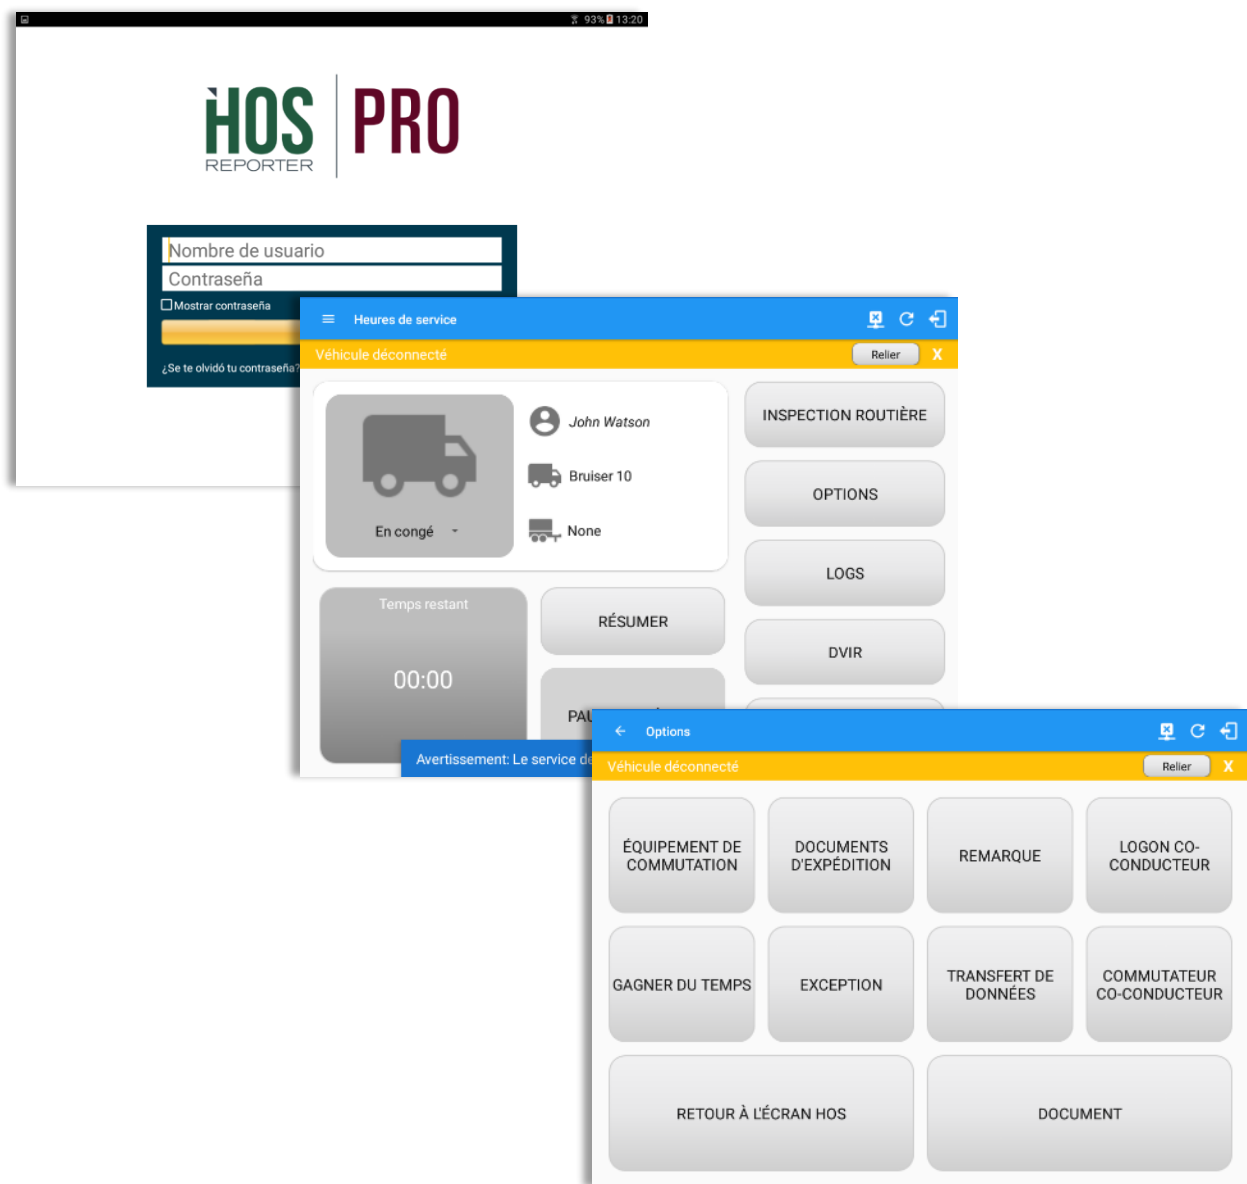 93% 13:20
HOS PRO
REPORTER
Nombre de usuario
Contraseña
Mostrar contraseña
¿Se te olvidó tu contraseña?
Heures de service
Véhicule déconnecté
Relier X
John Watson
Bruiser 10
None
En congé
INSPECTION ROUTIÈRE
OPTIONS
LOGS
DVIR
Temps restant
00:00
RÉSUMER
Avertissement: Le service
Options
Véhicule déconnecté
Relier X
ÉQUIPEMENT DE
COMMUTATION
DOCUMENTS
D'EXPÉDITION
REMARQUE
LOGON CO-
CONDUCTEUR
GAGNER DU TEMPS
EXCEPTION
TRANSFERT DE
DONNÉES
COMMUTATEUR
CO-CONDUCTEUR
RETOUR À L'ÉCRAN HOS
DOCUMENT